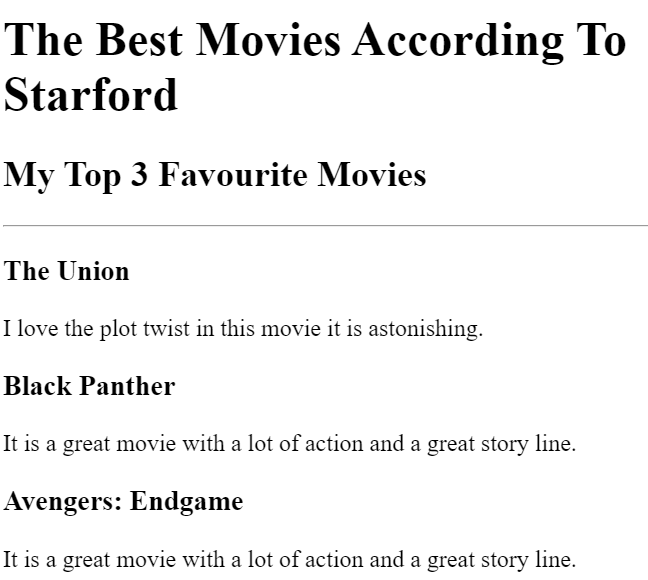 The Best Movies According To
Starford
My Top 3 Favourite Movies
The Union
I love the plot twist in this movie it is astonishing.
Black Panther
It is a great movie with a lot of action and a great story line.
Avengers: Endgame
It is a great movie with a lot of action and a great story line.